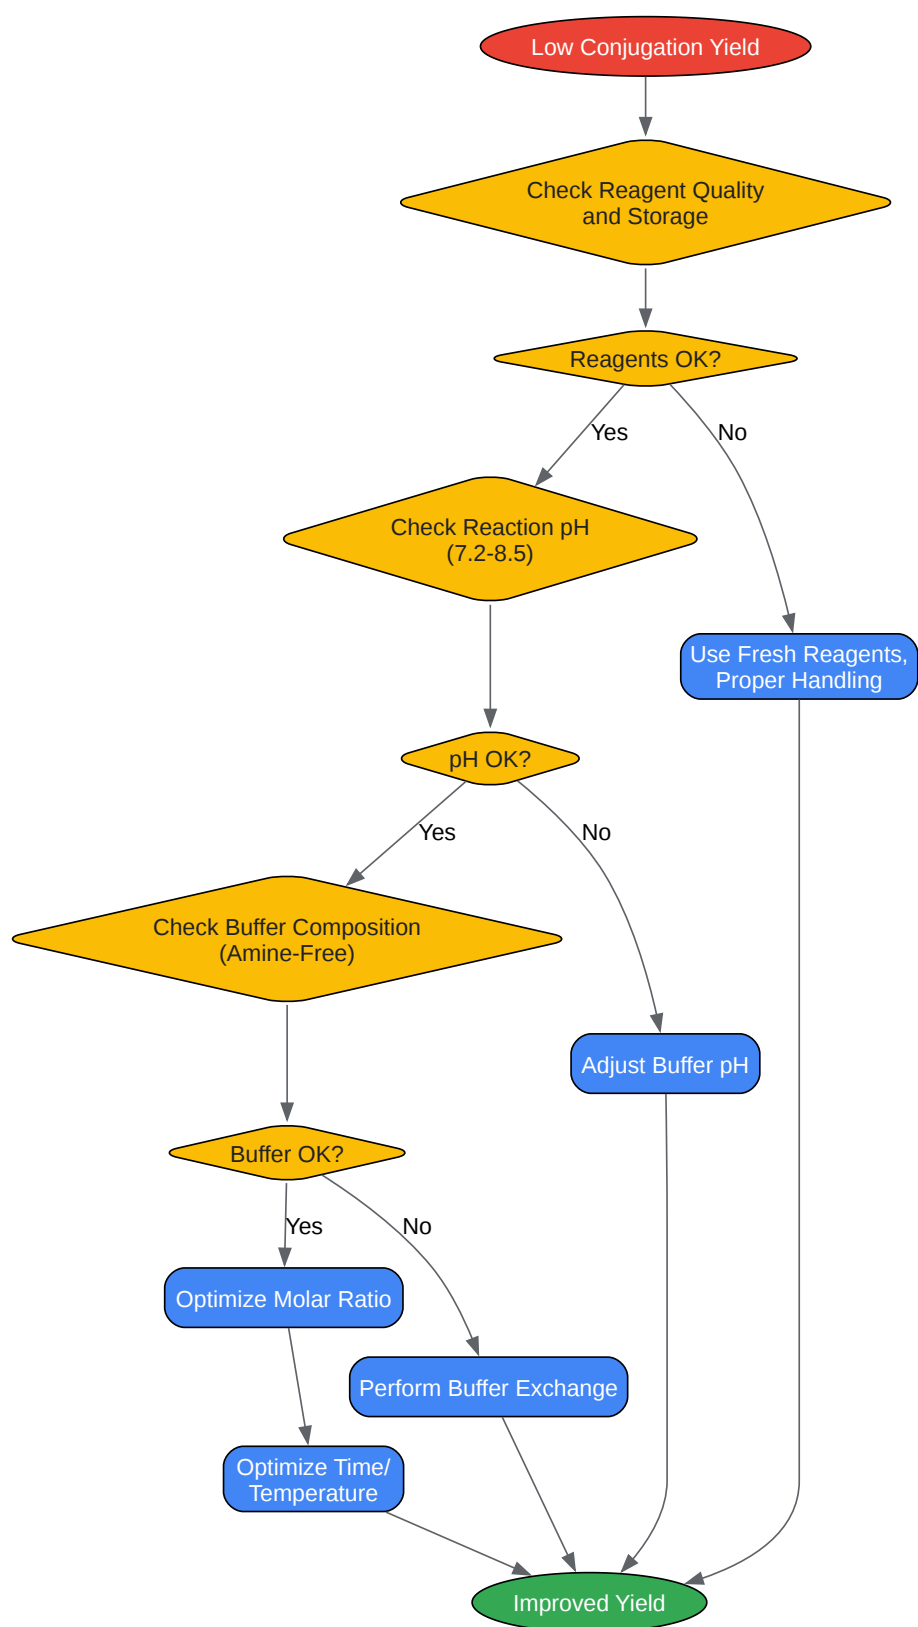 Low Conjugation Yield
Check Reagent Quality
and Storage
Reagents OK?
Yes
No
Check Reaction pH
(7.2-8.5)
Use Fresh Reagents,
Proper Handling
pH OK?
Yes
No
Check Buffer Composition
(Amine-Free)
Adjust Buffer pH
Buffer OK?
Yes
No
Optimize Molar Ratio
Perform Buffer Exchange
Optimize Time/
Temperature
Improved Yield